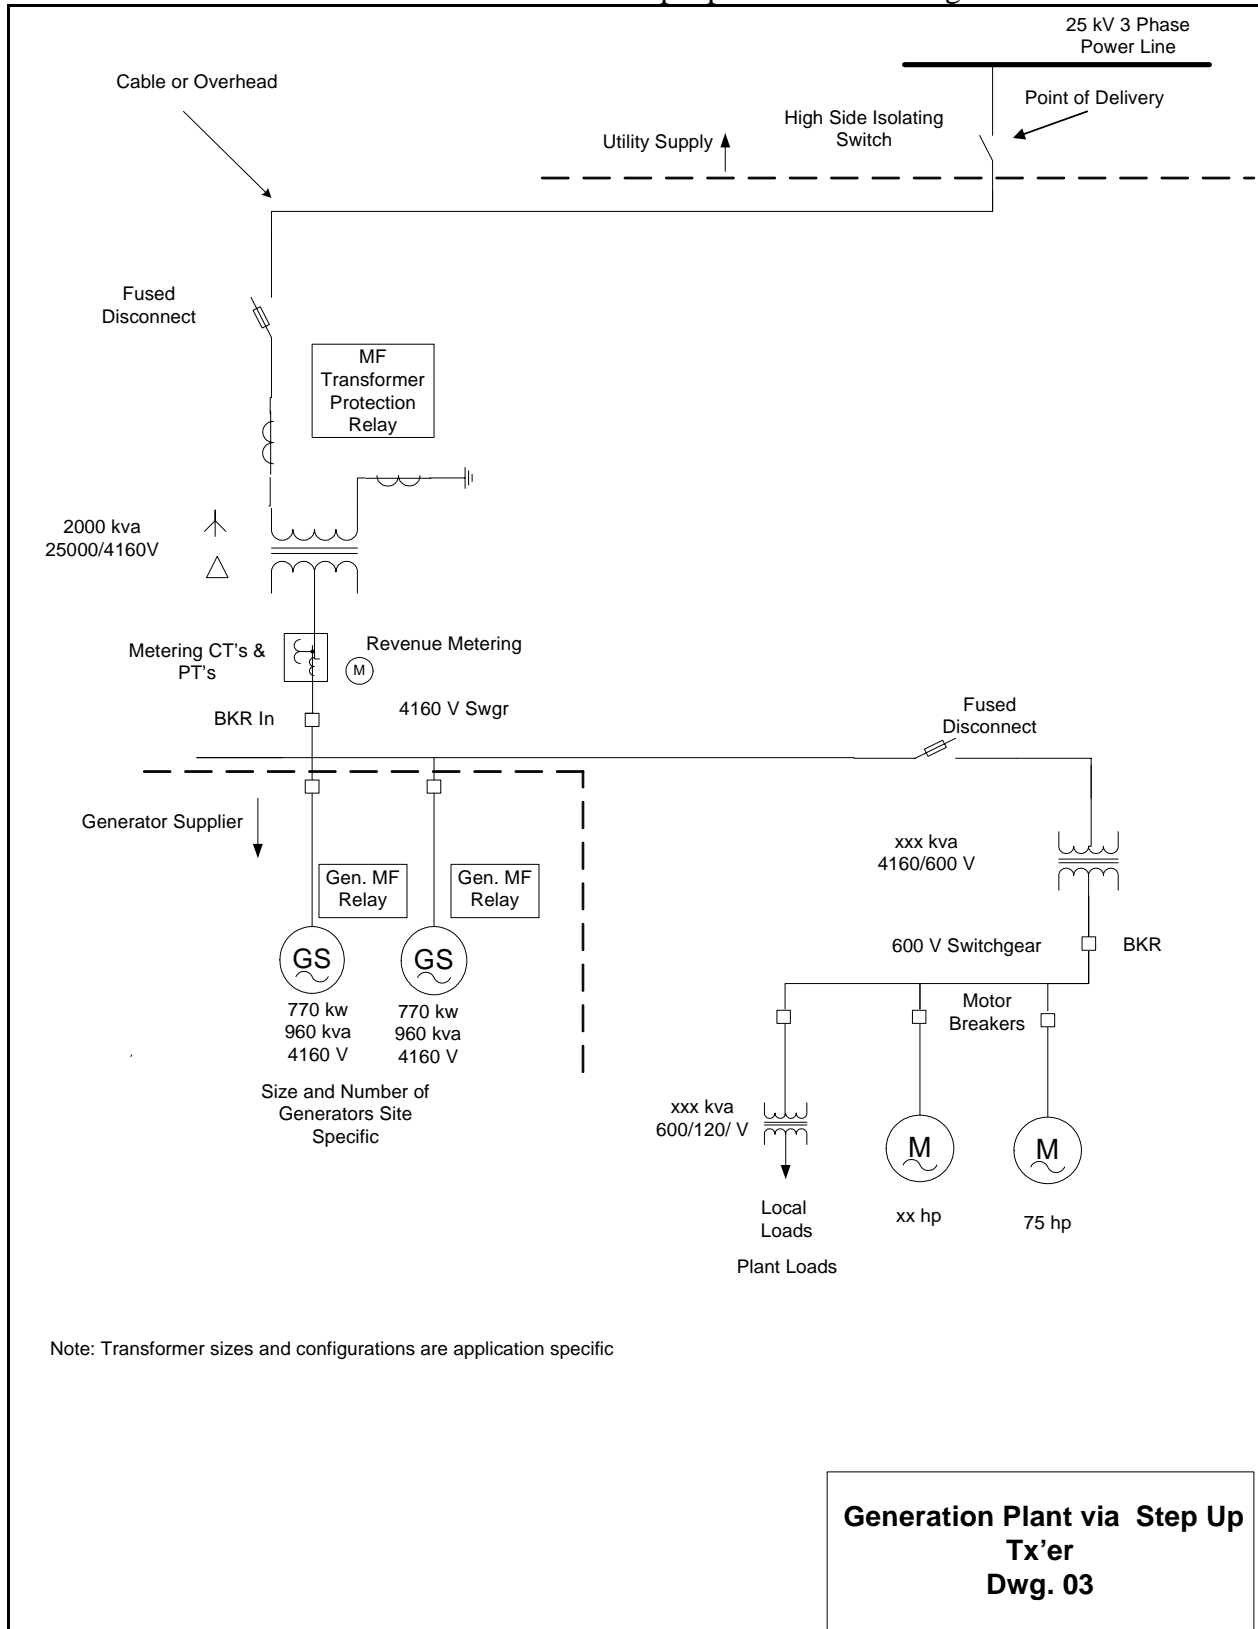 25 kV 3 Phase
Power Line
Cable or Overhead
Point of Delivery
High Side Isolating
Switch
Utility Supply
Fused
Disconnect
MF
Transformer
Protection
Relay
2000 kva
25000/4160V
Metering CT's &
PT's
Revenue Metering
M
BKR In
4160 V Swgr
Fused
Disconnect
Generator Supplier
xxx kva
4160/600 V
Gen. MF
Relay
Gen. MF
Relay
600 V Switchgear
BKR
GS
GS
770 kw
960 kva
4160 V
770 kw
960 kva
4160 V
Motor
Breakers
Size and Number of
Generators Site
Specific
xxx kva
600/120/ V
M
M
Local
Loads
xx hp
75 hp
Plant Loads
Note: Transformer sizes and configurations are application specific
Generation Plant via Step Up
Tx'er
Dwg. 03